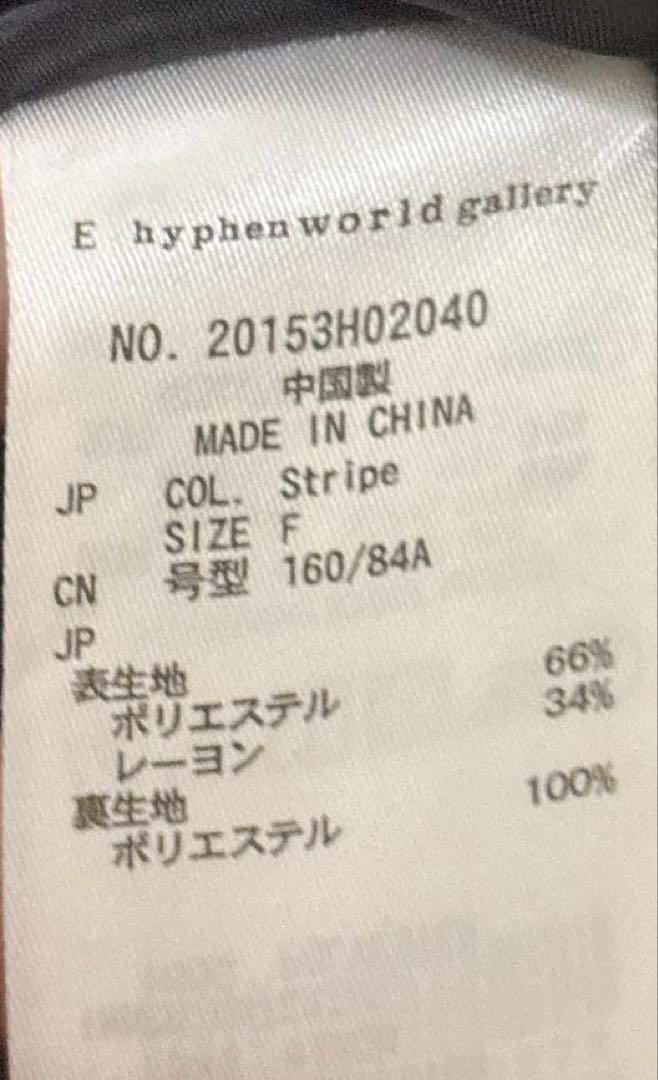 E hyphen world gallery
NO. 20153H02040
中国製
MADE IN CHINA
JP COL. Stripe
SIZE F
CN 号型 160/84A
JP
表生地
ポリエステル 66%
レーヨン 34%
裏生地
ポリエステル 100%